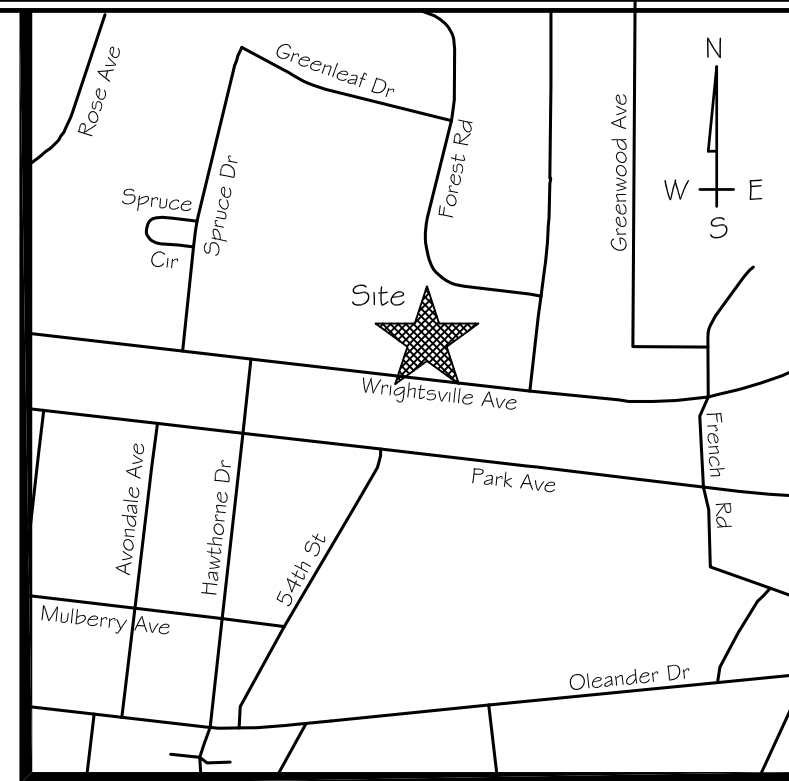 Rose Ave
Greenleaf Dr
Forest Rd
Greenwood Ave
N
W
E
S
Spruce
Cir
Spruce Dr
Site
Wrightsville Ave
French
Rd
Park Ave
Avondale Ave
Hawthorne Dr
54th St
Mulberry Ave
Oleander Dr